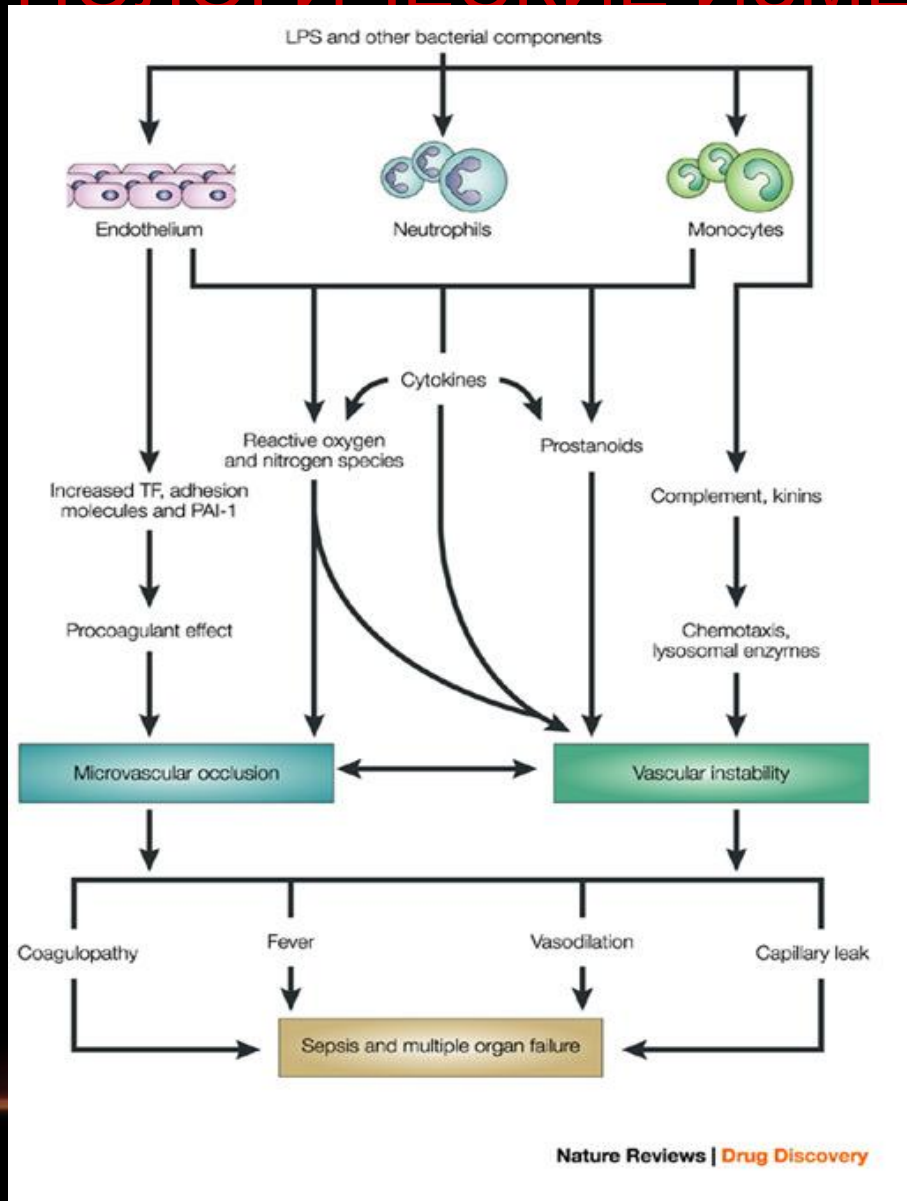 LPS and other bacterial components
Endothelium
Neutrophils
Monocytes
Cytokines
Reactive oxygen
and nitrogen species
Prostanoids
Increased TF, adhesion
molecules and PAI-1
Complement, kinins
Procoagulant effect
Chemotaxis,
lysosomal enzymes
Microvascular occlusion
Vascular instability
Coagulopathy
Fever
Vasodilation
Capillary leak
Sepsis and multiple organ failure
Nature Reviews | Drug Discovery